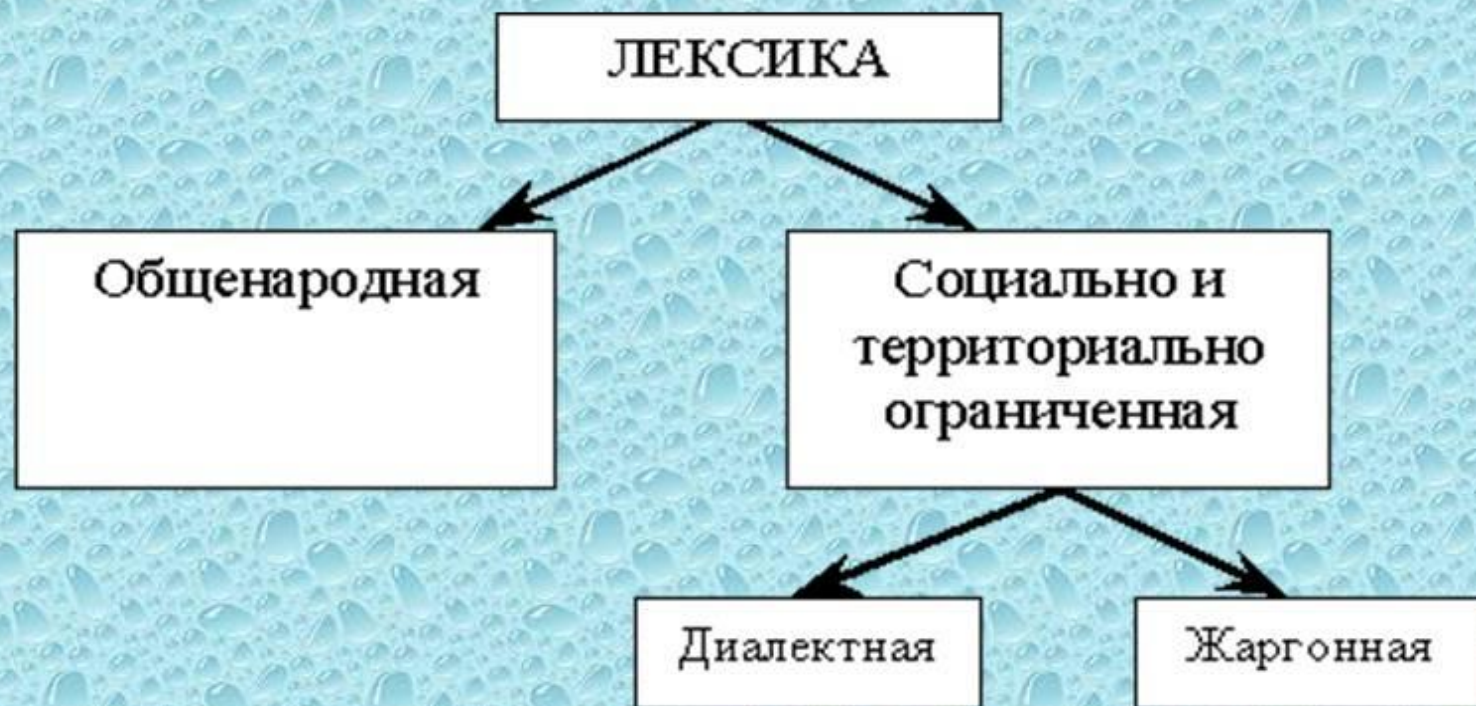 ЛЕКСИКА
Общенародная
Социально и
территориально
ограниченная
Диалектная
Жаргонная